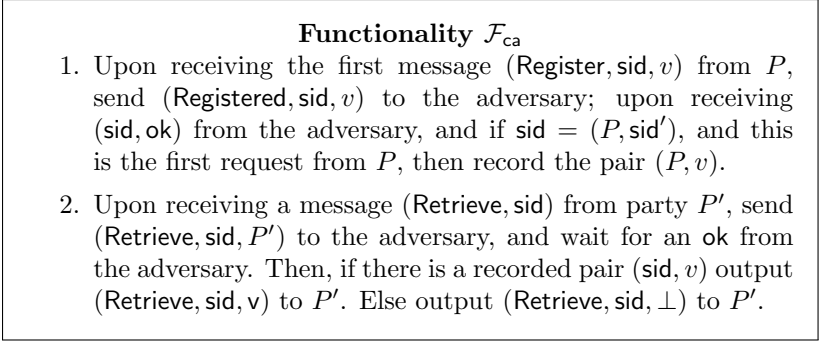 Functionality $\mathcal{F}_{\mathsf{ca}}$
1. Upon receiving the first message (Register, sid, v) from P,
send (Registered, sid, v) to the adversary; upon receiving
(sid, ok) from the adversary, and if sid = (P, sid′), and this
is the first request from P, then record the pair (P, v).
2. Upon receiving a message (Retrieve, sid) from party P′, send
(Retrieve, sid, P′) to the adversary, and wait for an ok from
the adversary. Then, if there is a recorded pair (sid, v) output
(Retrieve, sid, v) to P′. Else output (Retrieve, sid, ⊥) to P′.